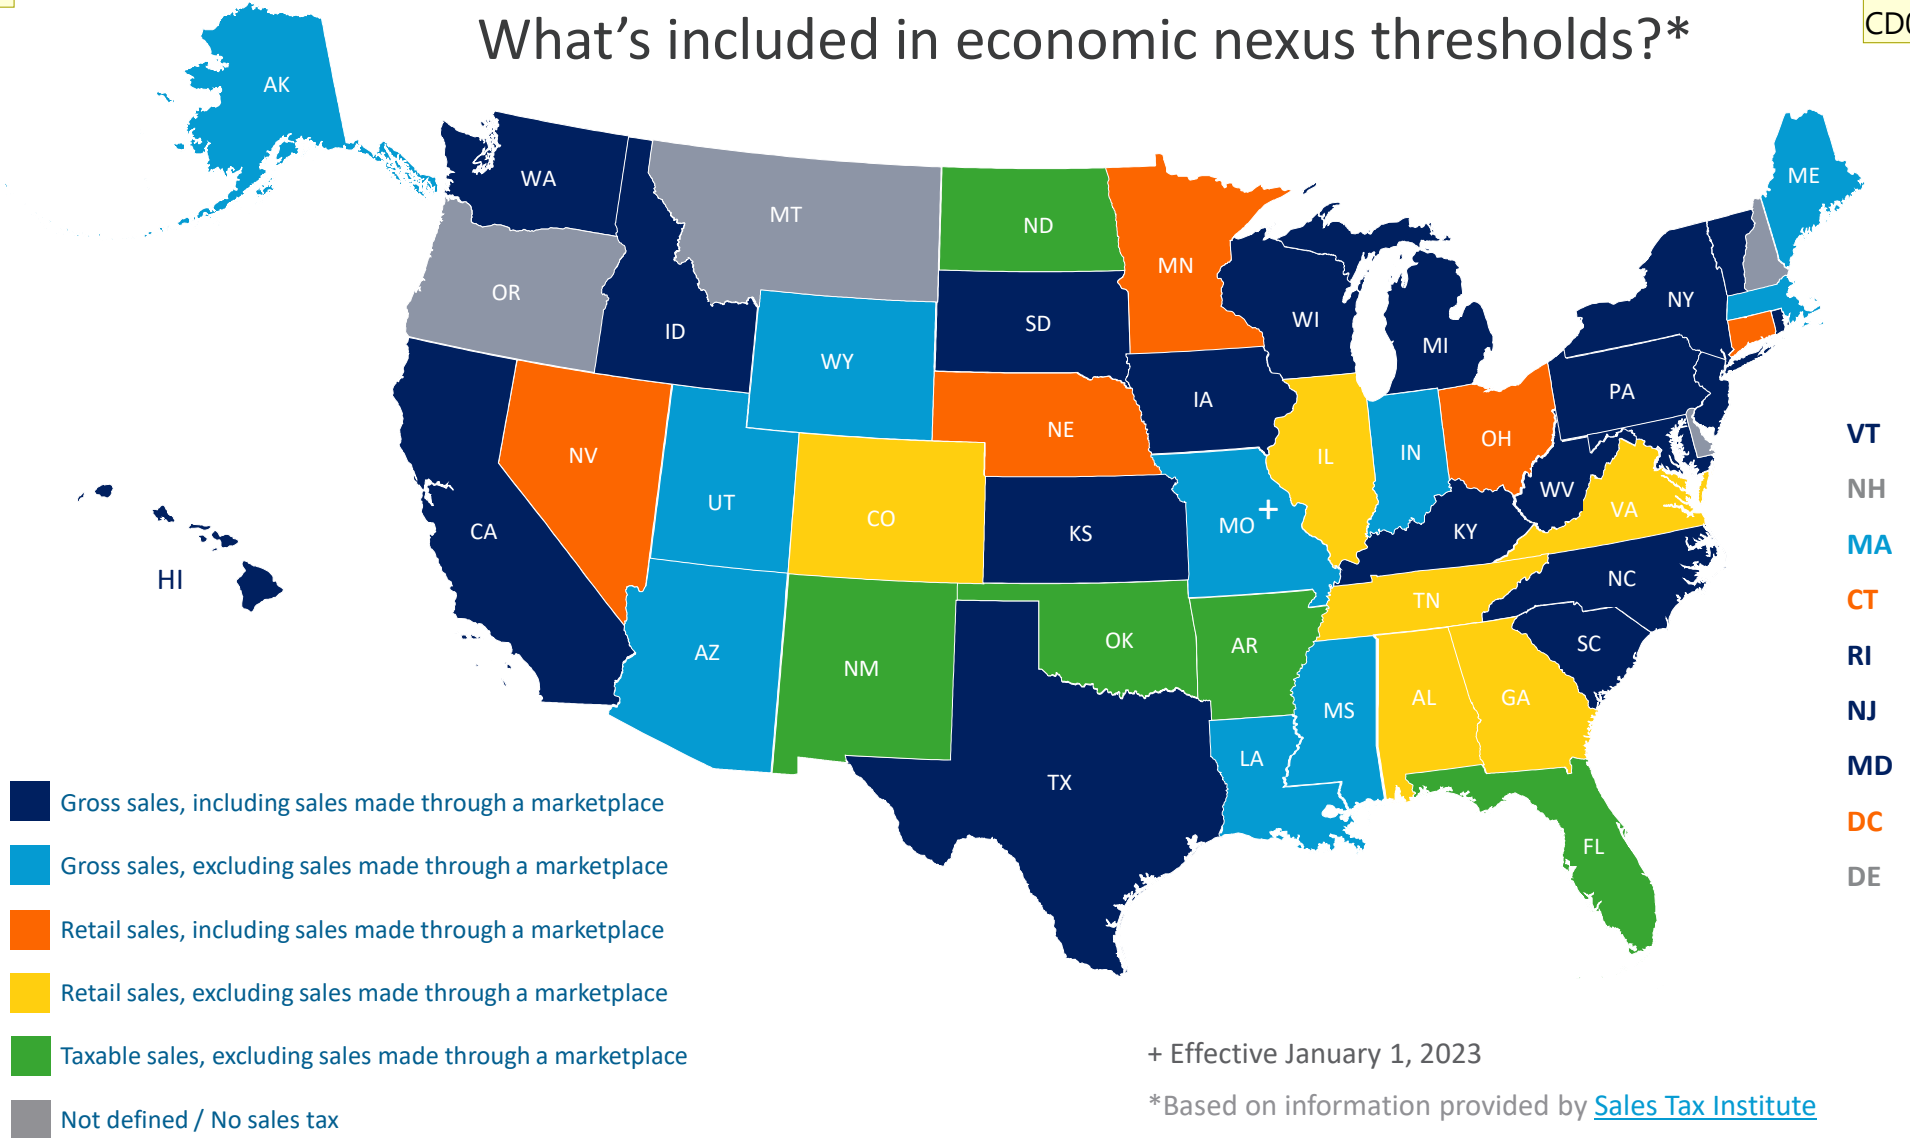 What's included in economic nexus thresholds?*
AK
WA
MT
ND
MN
ME
OR
ID
SD
WI
MI
NY
WY
IA
PA
NV
NE
IL
IN
OH
UT
CO
KS
MO +
KY
WV
VA
CA
HI
NC
TN
AZ
NM
OK
AR
SC
MS
AL
GA
LA
TX
FL
VT
NH
MA
CT
RI
NJ
MD
DC
DE
Gross sales, including sales made through a marketplace
Gross sales, excluding sales made through a marketplace
Retail sales, including sales made through a marketplace
Retail sales, excluding sales made through a marketplace
Taxable sales, excluding sales made through a marketplace
Not defined / No sales tax
+ Effective January 1, 2023
*Based on information provided by Sales Tax Institute